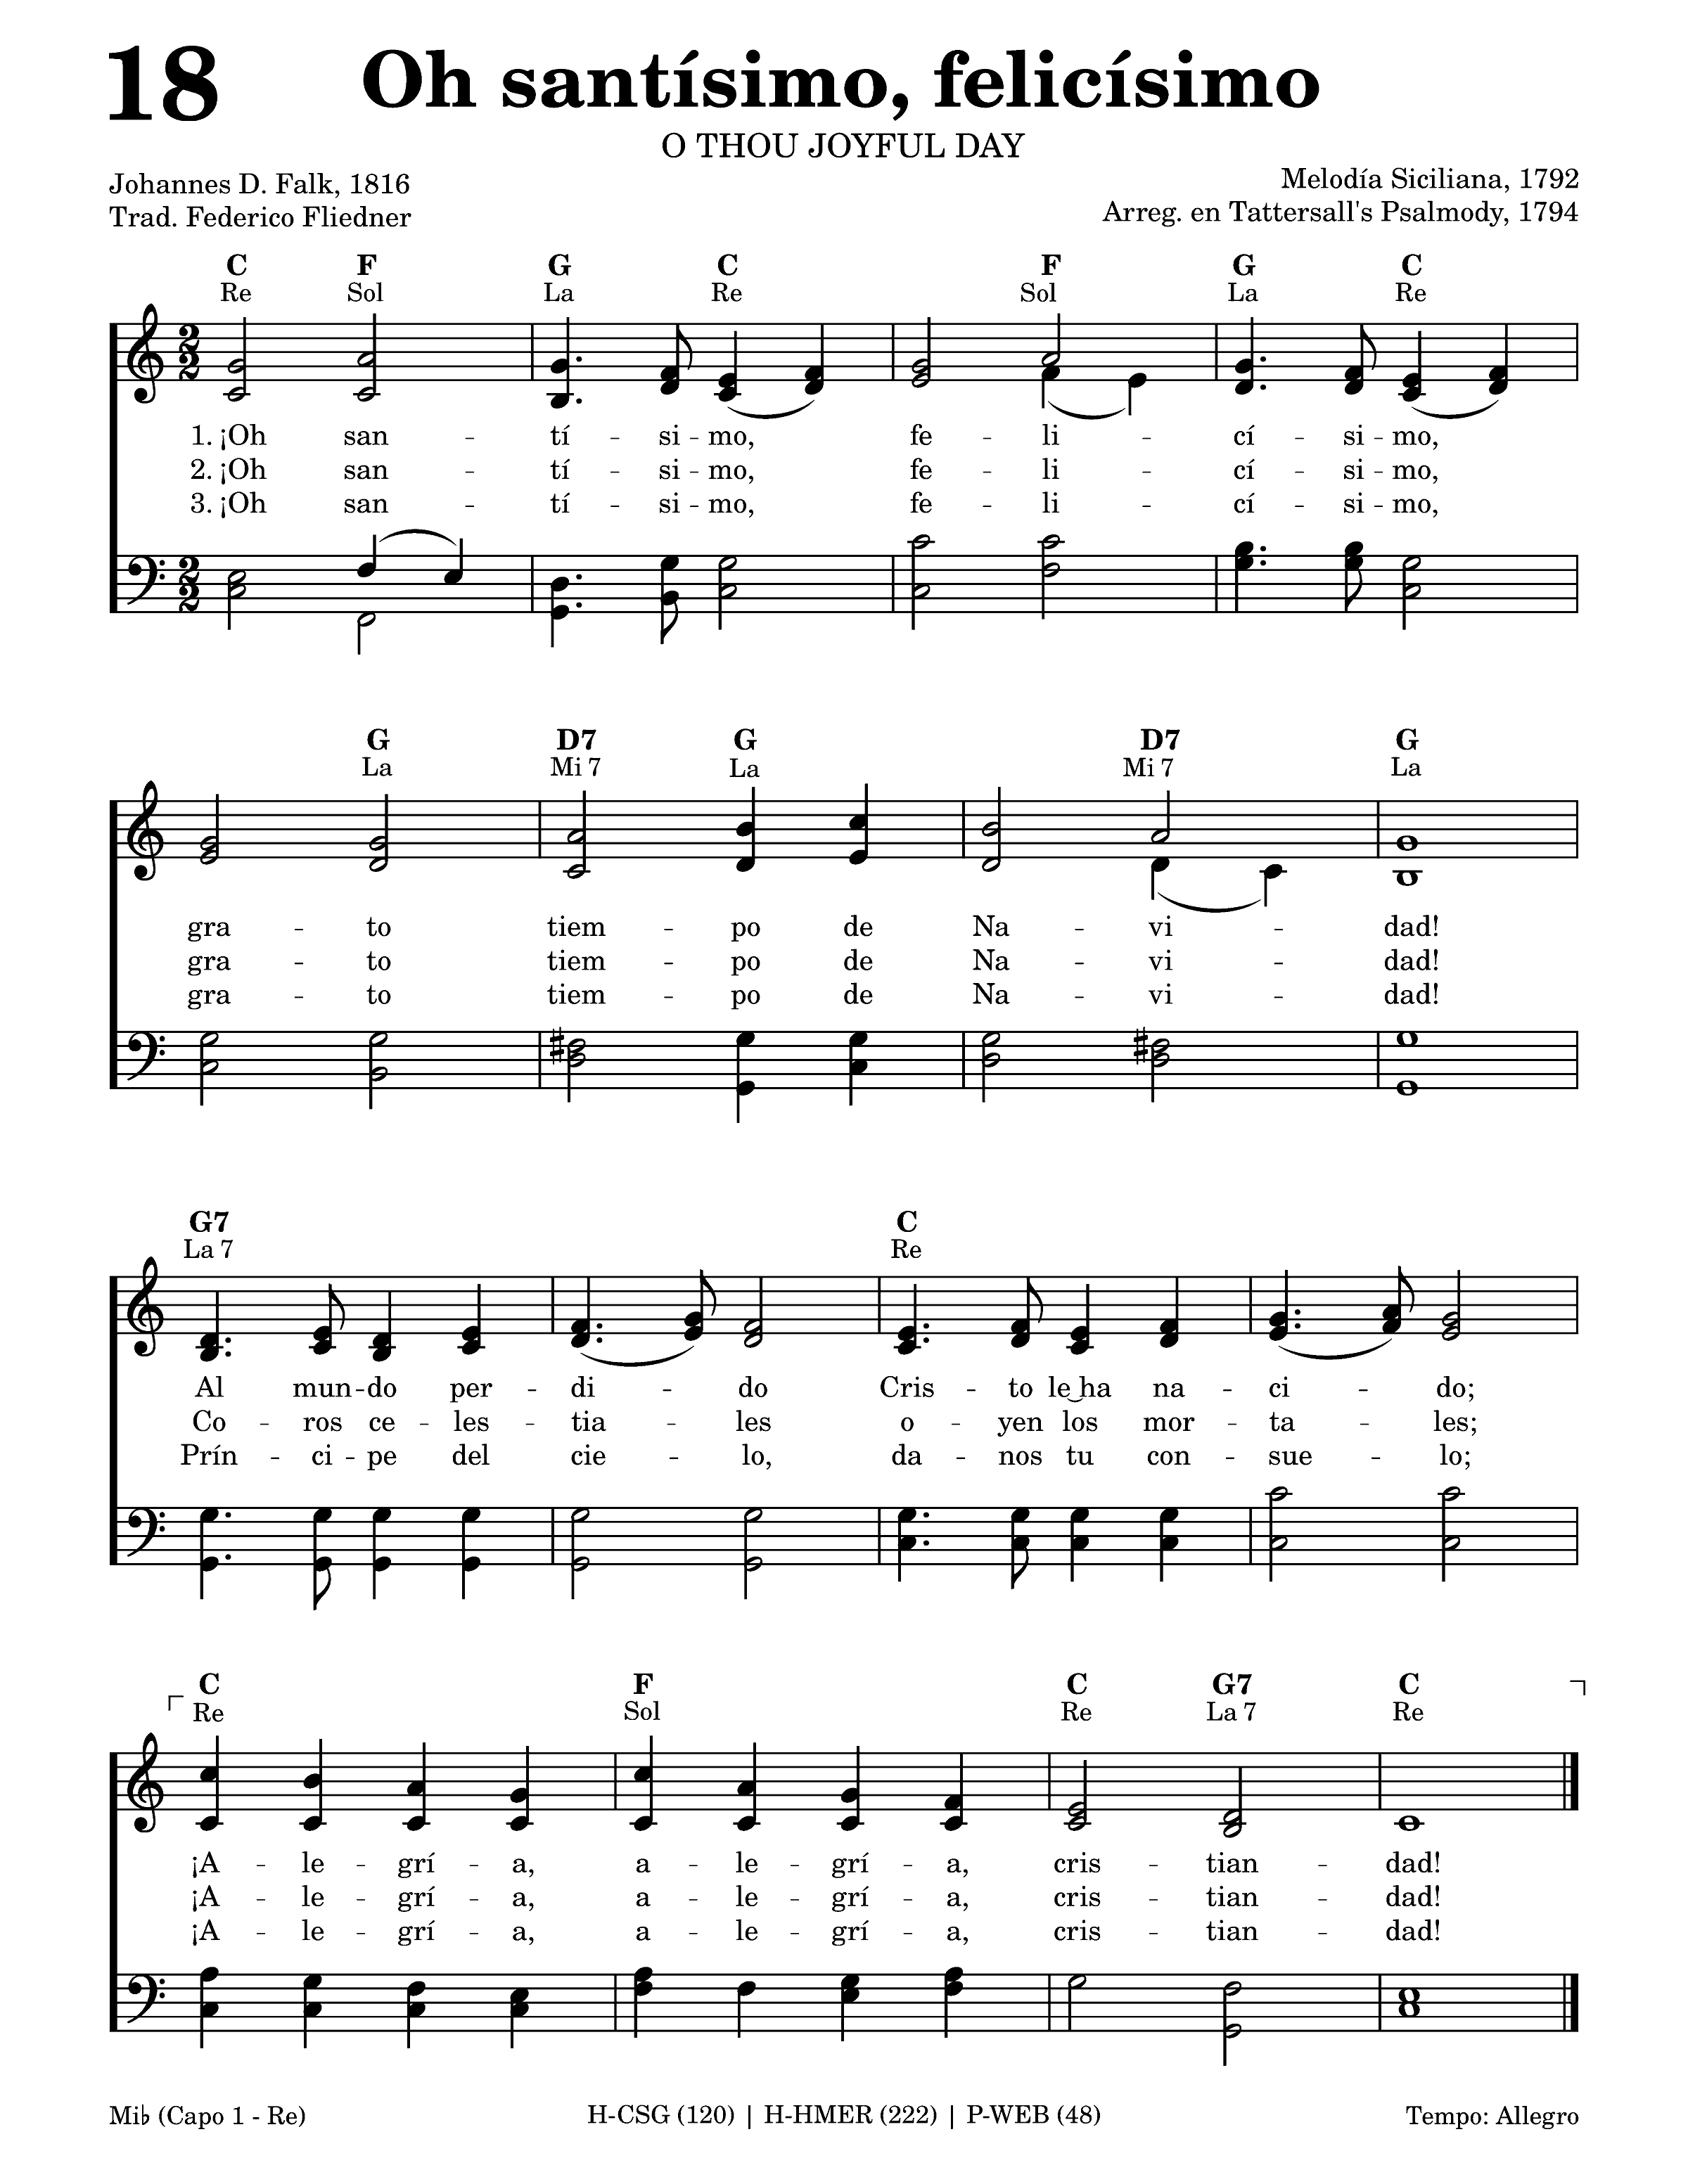 18 Oh santísimo, felicísimo
O THOU JOYFUL DAY
Johannes D. Falk, 1816
Melodía Siciliana, 1792
Trad. Federico Fliedner
Arreg. en Tattersall's Psalmody, 1794
C F G C F G C
Re Sol La Re Sol La Re
1. ¡Oh san - tí - si - mo, fe - li - cí - si - mo,
2. ¡Oh san - tí - si - mo, fe - li - cí - si - mo,
3. ¡Oh san - tí - si - mo, fe - li - cí - si - mo,
G D7 G D7 G
La Mi 7 La Mi 7 La
gra - to tiem - po de Na - vi - dad!
gra - to tiem - po de Na - vi - dad!
gra - to tiem - po de Na - vi - dad!
G7 C
La 7 Re
Al mun - do per - di - do Cris - to le‿ha na - ci - do;
Co - ros ce - les - tia - les o - yen los mor - ta - les;
Prín - ci - pe del cie - lo, da - nos tu con - sue - lo;
C F C G7 C
Re Sol Re La 7 Re
¡A - le - grí - a, a - le - grí - a, cris - tian - dad!
¡A - le - grí - a, a - le - grí - a, cris - tian - dad!
¡A - le - grí - a, a - le - grí - a, cris - tian - dad!
Mi♭ (Capo 1 - Re) H-CSG (120) | H-HMER (222) | P-WEB (48) Tempo: Allegro